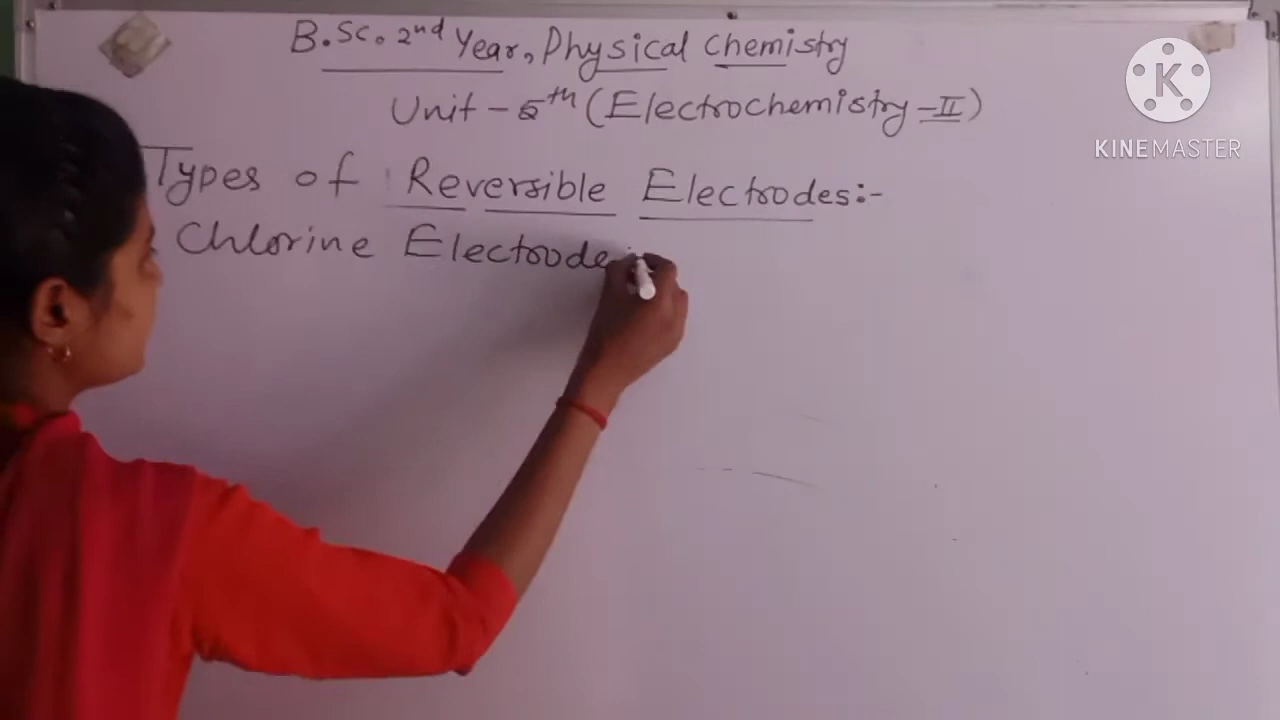 B.Sc. 2nd Year, Physical Chemistry
Unit - 5th (Electrochemistry-II)
Types of Reversible Electrodes:-
Chlorine Electrode
K
KINEMASTER